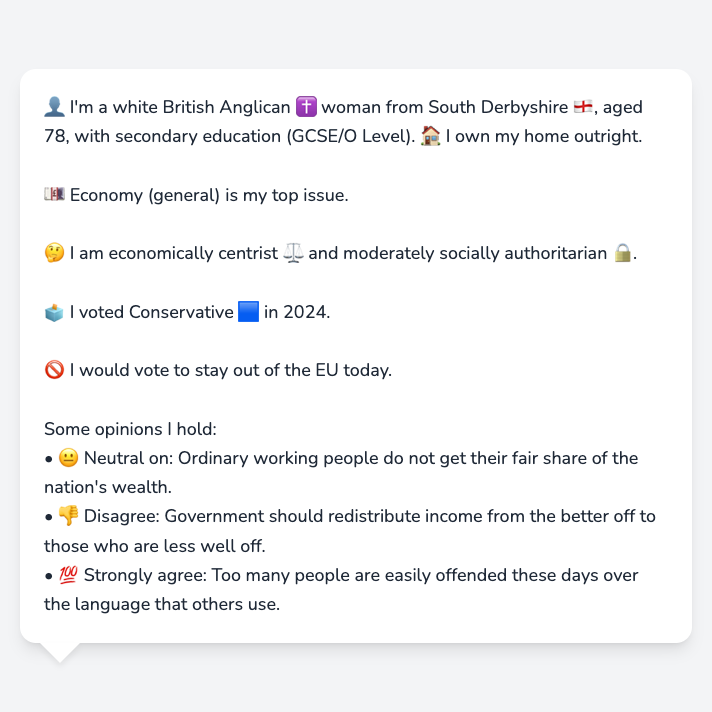 👤 I'm a white British Anglican ✝️ woman from South Derbyshire 🏴󠁧󠁢󠁥󠁮󠁧󠁿, aged
78, with secondary education (GCSE/O Level). 🏠 I own my home outright.
💷 Economy (general) is my top issue.
🤔 I am economically centrist ⚖️ and moderately socially authoritarian 🔒.
🗳️ I voted Conservative 🟦 in 2024.
🚫 I would vote to stay out of the EU today.
Some opinions I hold:
• 😐 Neutral on: Ordinary working people do not get their fair share of the
nation's wealth.
• 👎 Disagree: Government should redistribute income from the better off to
those who are less well off.
• 💯 Strongly agree: Too many people are easily offended these days over
the language that others use.